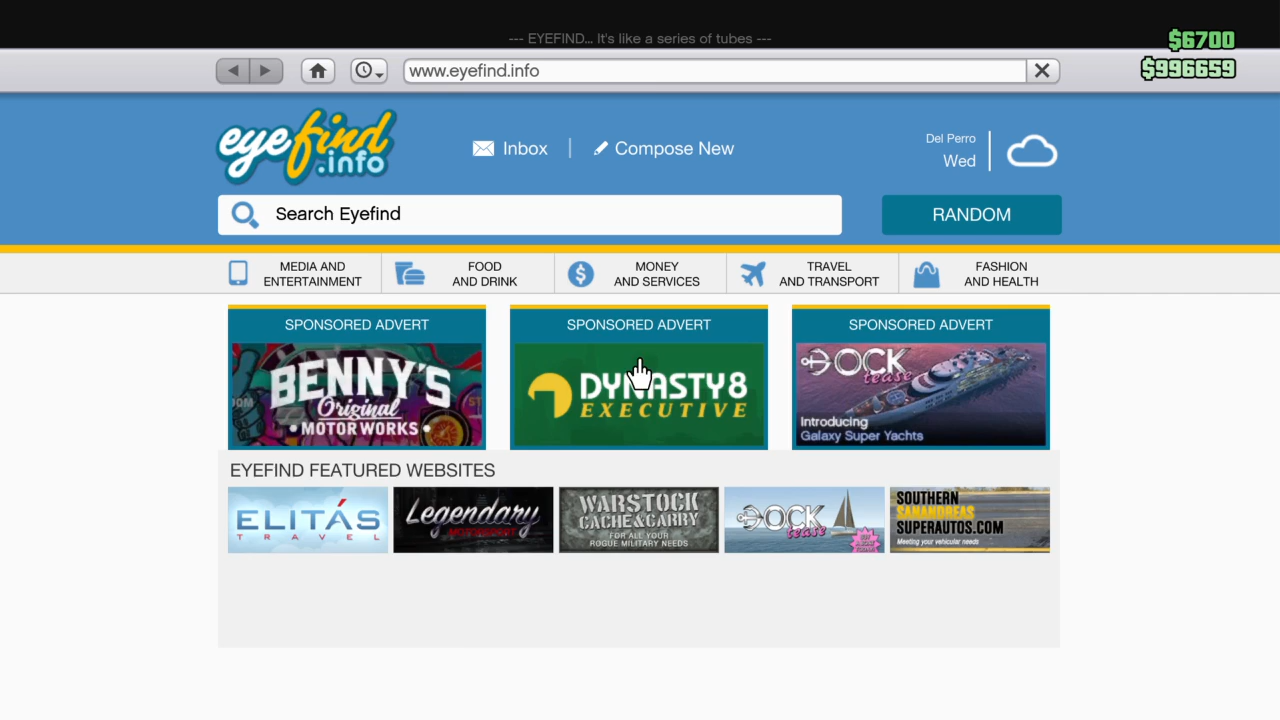 --- EYEFIND... It's like a series of tubes ---
$6700
$996659
www.eyefind.info
eyefind
.info
Inbox
Compose New
Del Perro
Wed
Search Eyefind
RANDOM
MEDIA AND
ENTERTAINMENT
FOOD
AND DRINK
MONEY
AND SERVICES
TRAVEL
AND TRANSPORT
FASHION
AND HEALTH
SPONSORED ADVERT
BENNY'S
Original
MOTOR WORKS
SPONSORED ADVERT
DYNASTY8
EXECUTIVE
SPONSORED ADVERT
DOCK
tease
Introducing
Galaxy Super Yachts
EYEFIND FEATURED WEBSITES
ELITÁS
TRAVEL
Legendary
MOTORSPORT
WARSTOCK
CACHE&CARRY
FOR ALL YOUR
ROGUE MILITARY NEEDS
DOCK
tease
SOUTHERN
SANANDREAS
SUPERAUTOS.COM
Meeting your vehicular needs